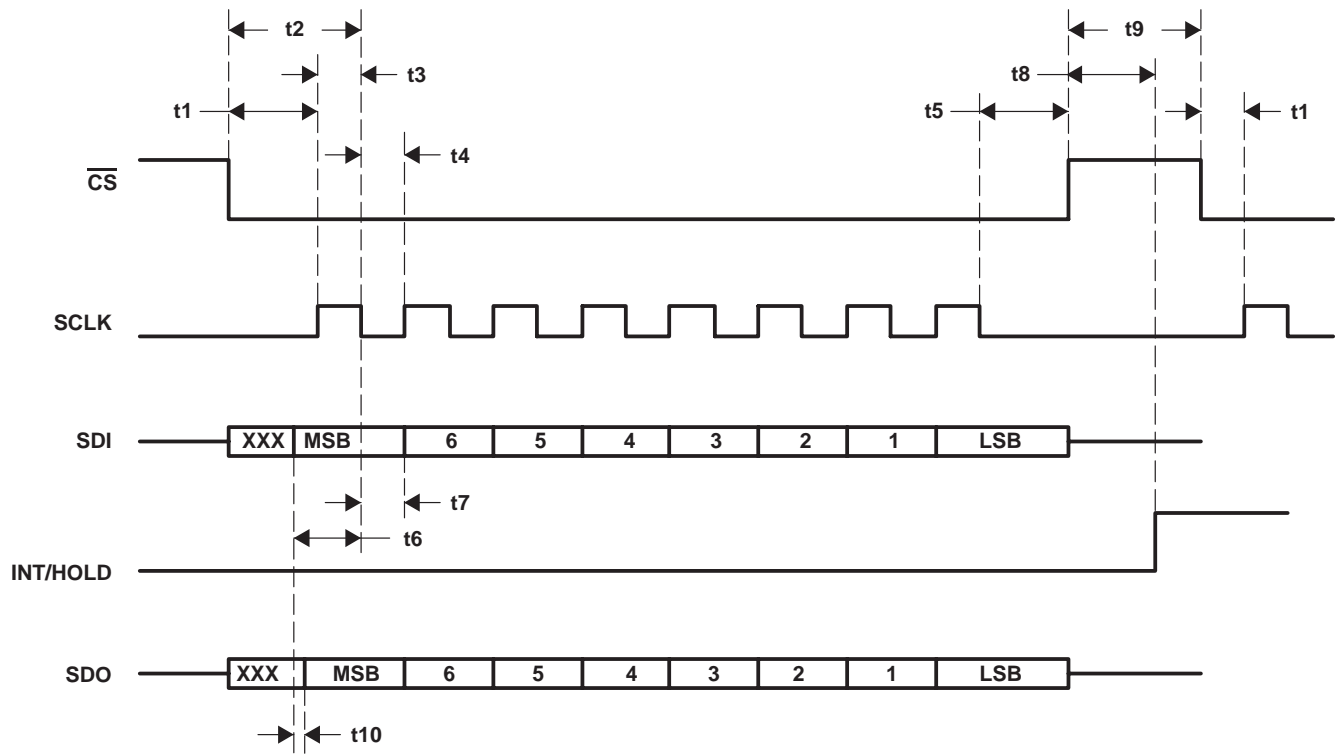 t2
t9
t3
t8
t1
t5
t1
t4
CS
SCLK
SDI
XXX MSB 6 5 4 3 2 1 LSB
t7
t6
INT/HOLD
SDO
XXX MSB 6 5 4 3 2 1 LSB
t10